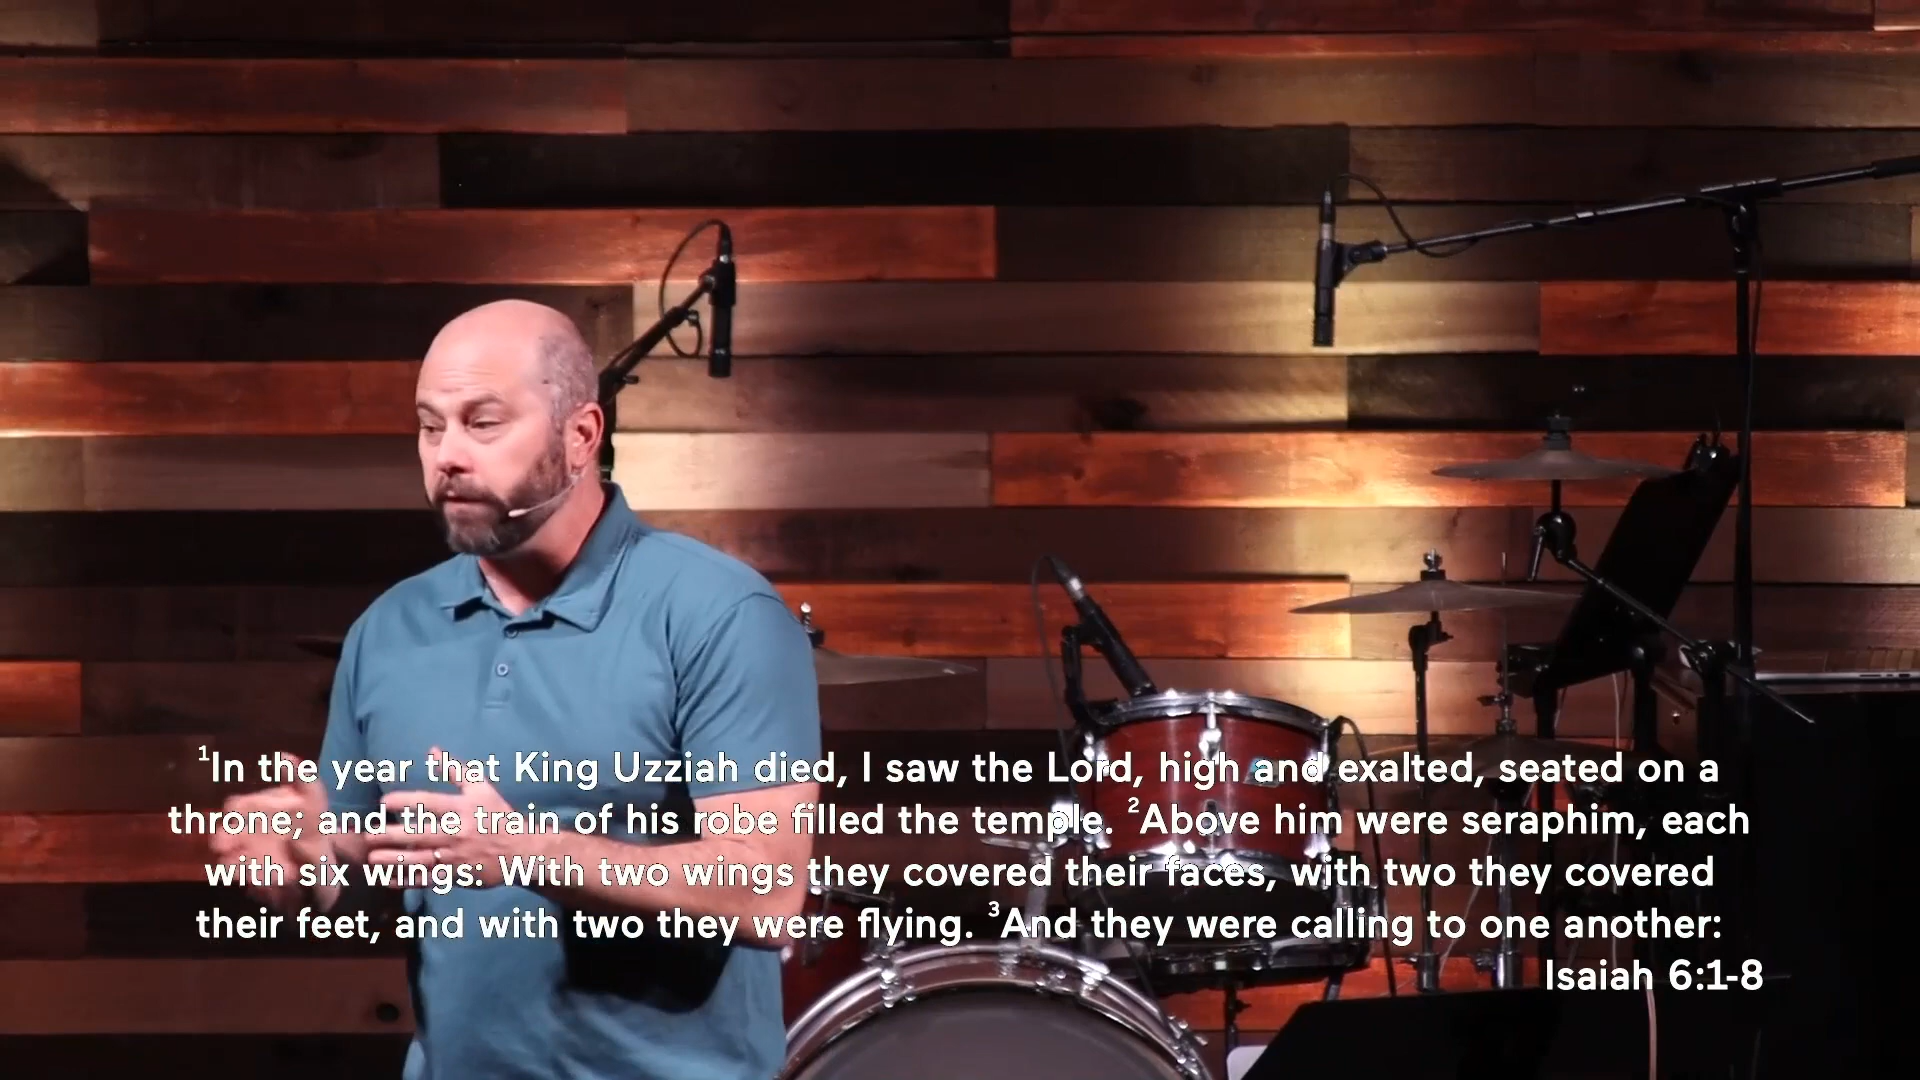 ¹In the year that King Uzziah died, I saw the Lord, high and exalted, seated on a
throne; and the train of his robe filled the temple. ²Above him were seraphim, each
with six wings: With two wings they covered their faces, with two they covered
their feet, and with two they were flying. ³And they were calling to one another:
Isaiah 6:1-8